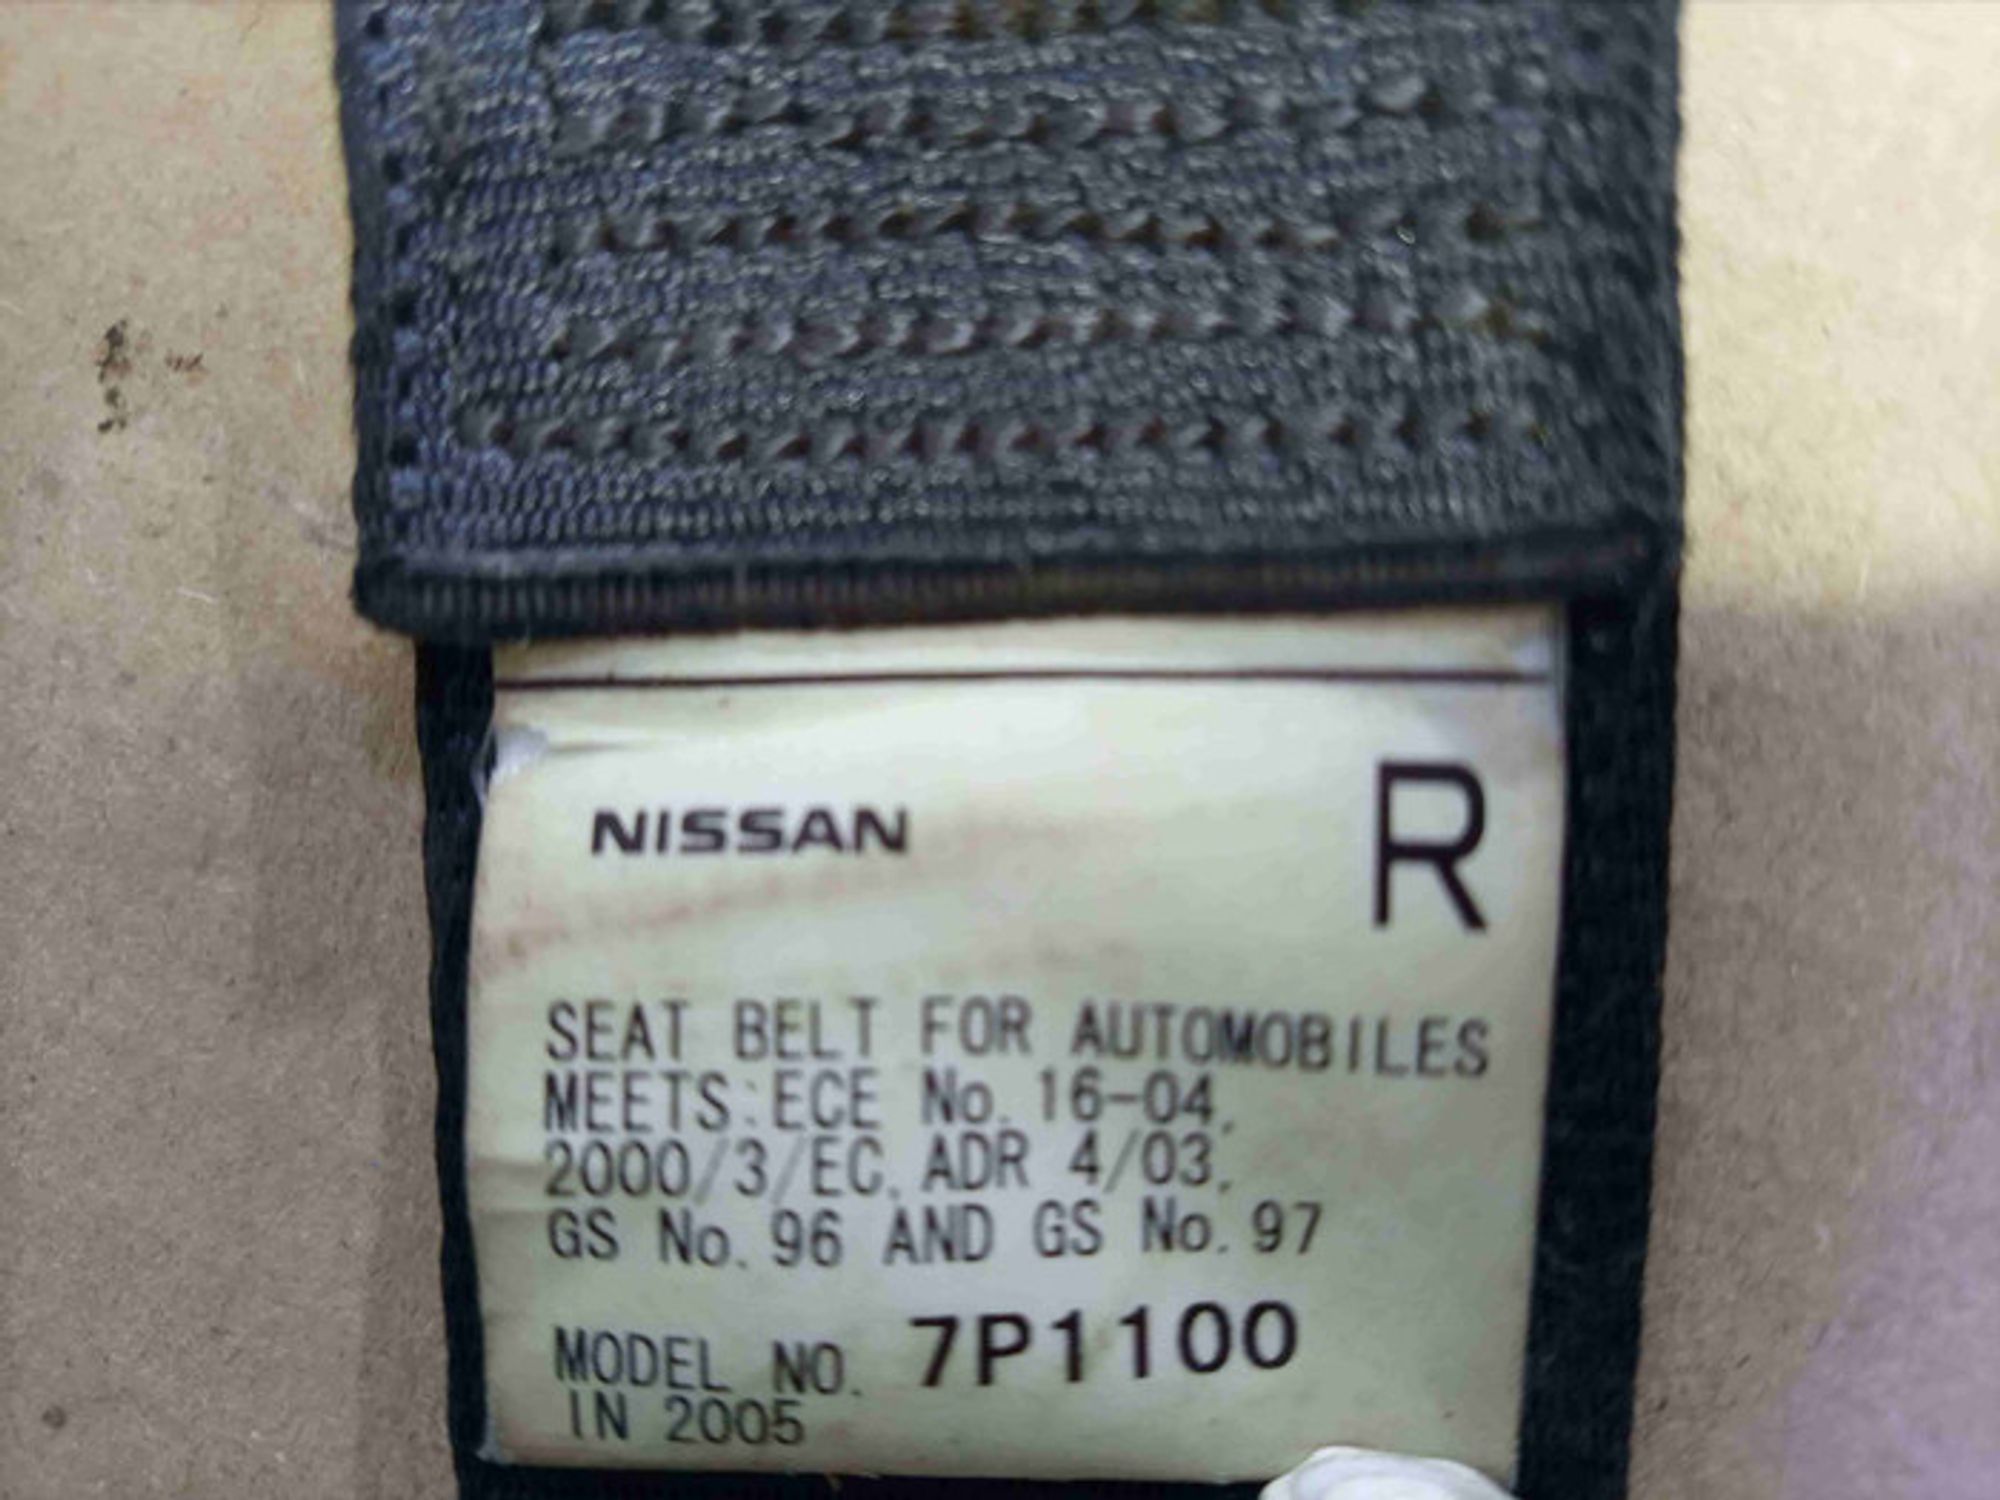 NISSAN
R
SEAT BELT FOR AUTOMOBILES
MEETS:ECE No. 16-04,
2000/3/EC, ADR 4/03,
GS No. 96 AND GS No. 97
MODEL NO. 7P1100
IN 2005